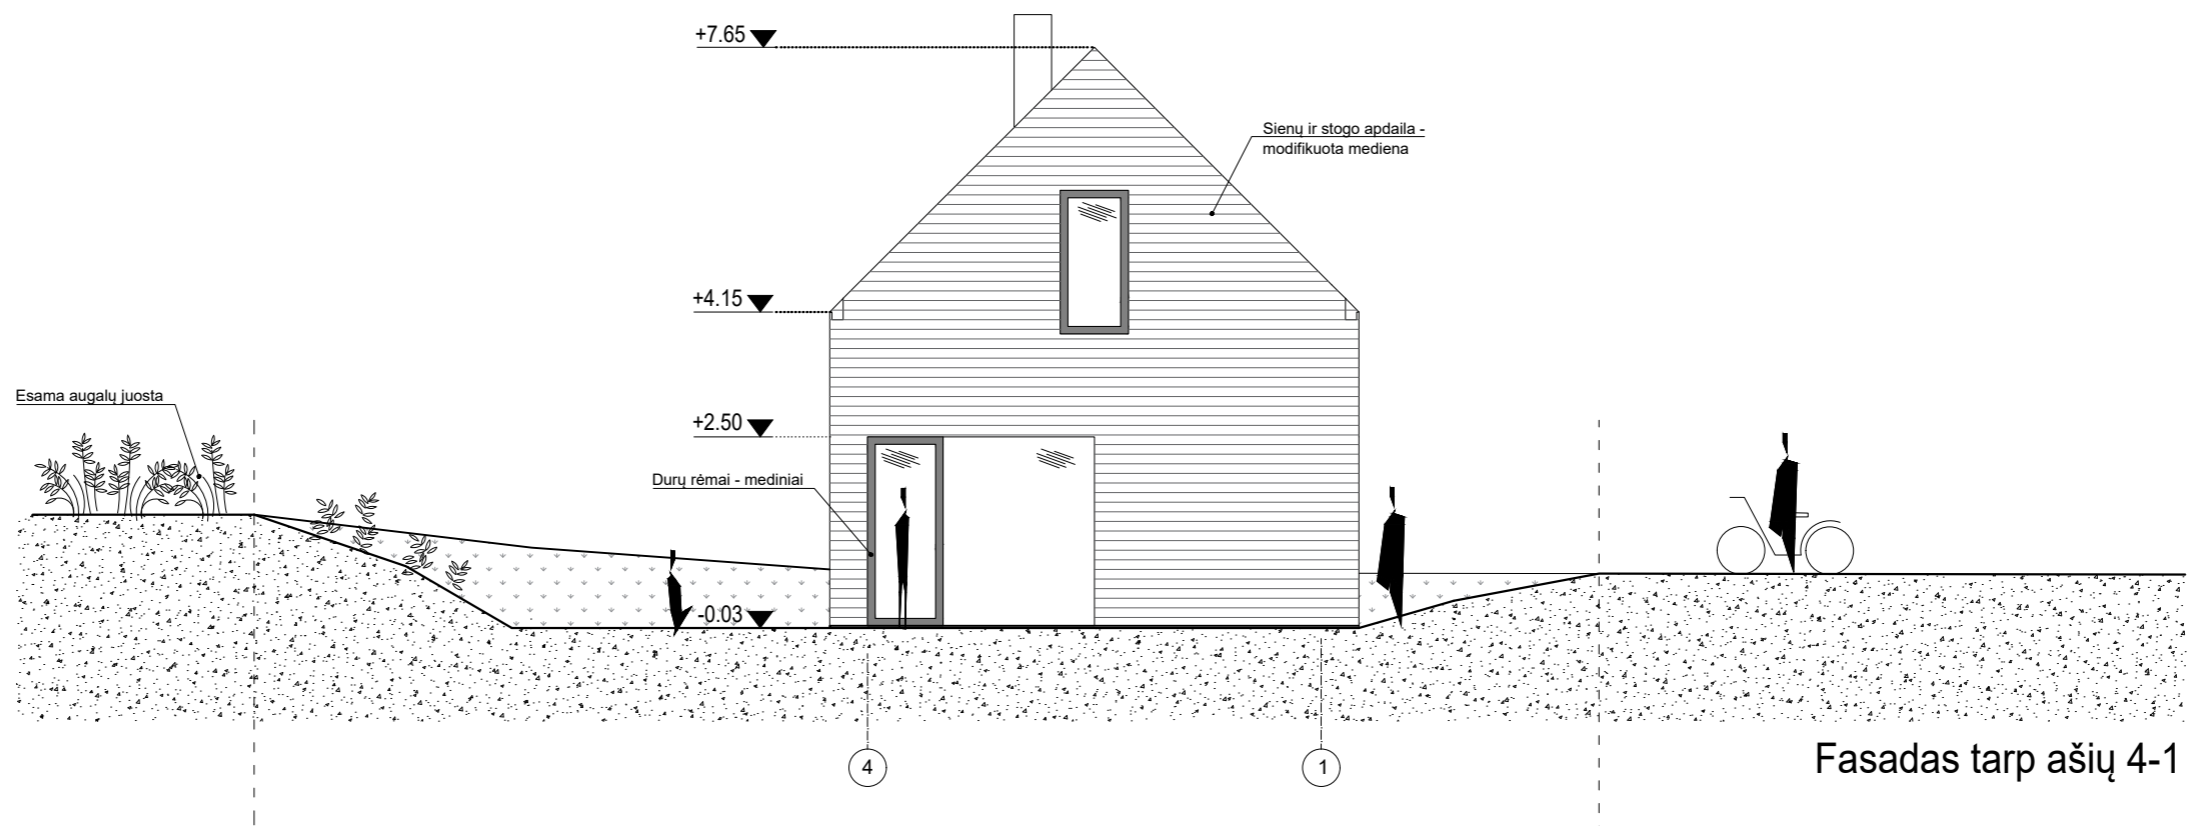 +7.65
Sienų ir stogo apdaila -
modifikuota mediena
+4.15
Esama augalų juosta
+2.50
Durų rėmai - mediniai
-0.03
4
1
Fasadas tarp ašių 4-1